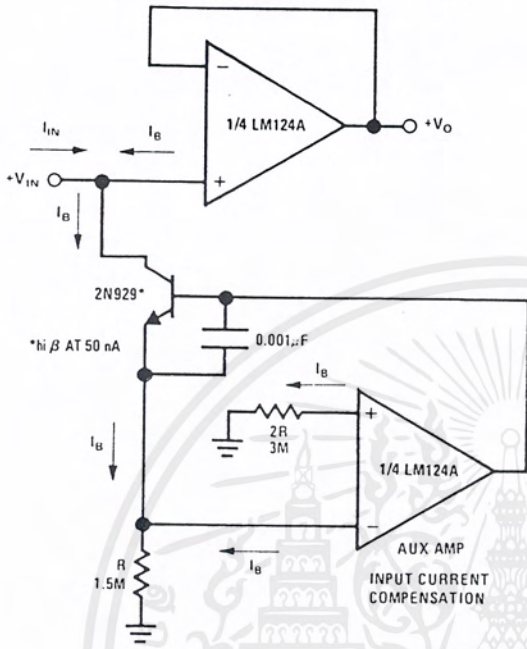 −
1/4 LM124A
+V_O
+
I_IN
I_B
+V_IN
I_B
2N929*
*hi β AT 50 nA
0.001μF
I_B
2R
3M
+
1/4 LM124A
−
I_B
I_B
R
1.5M
AUX AMP
INPUT CURRENT
COMPENSATION